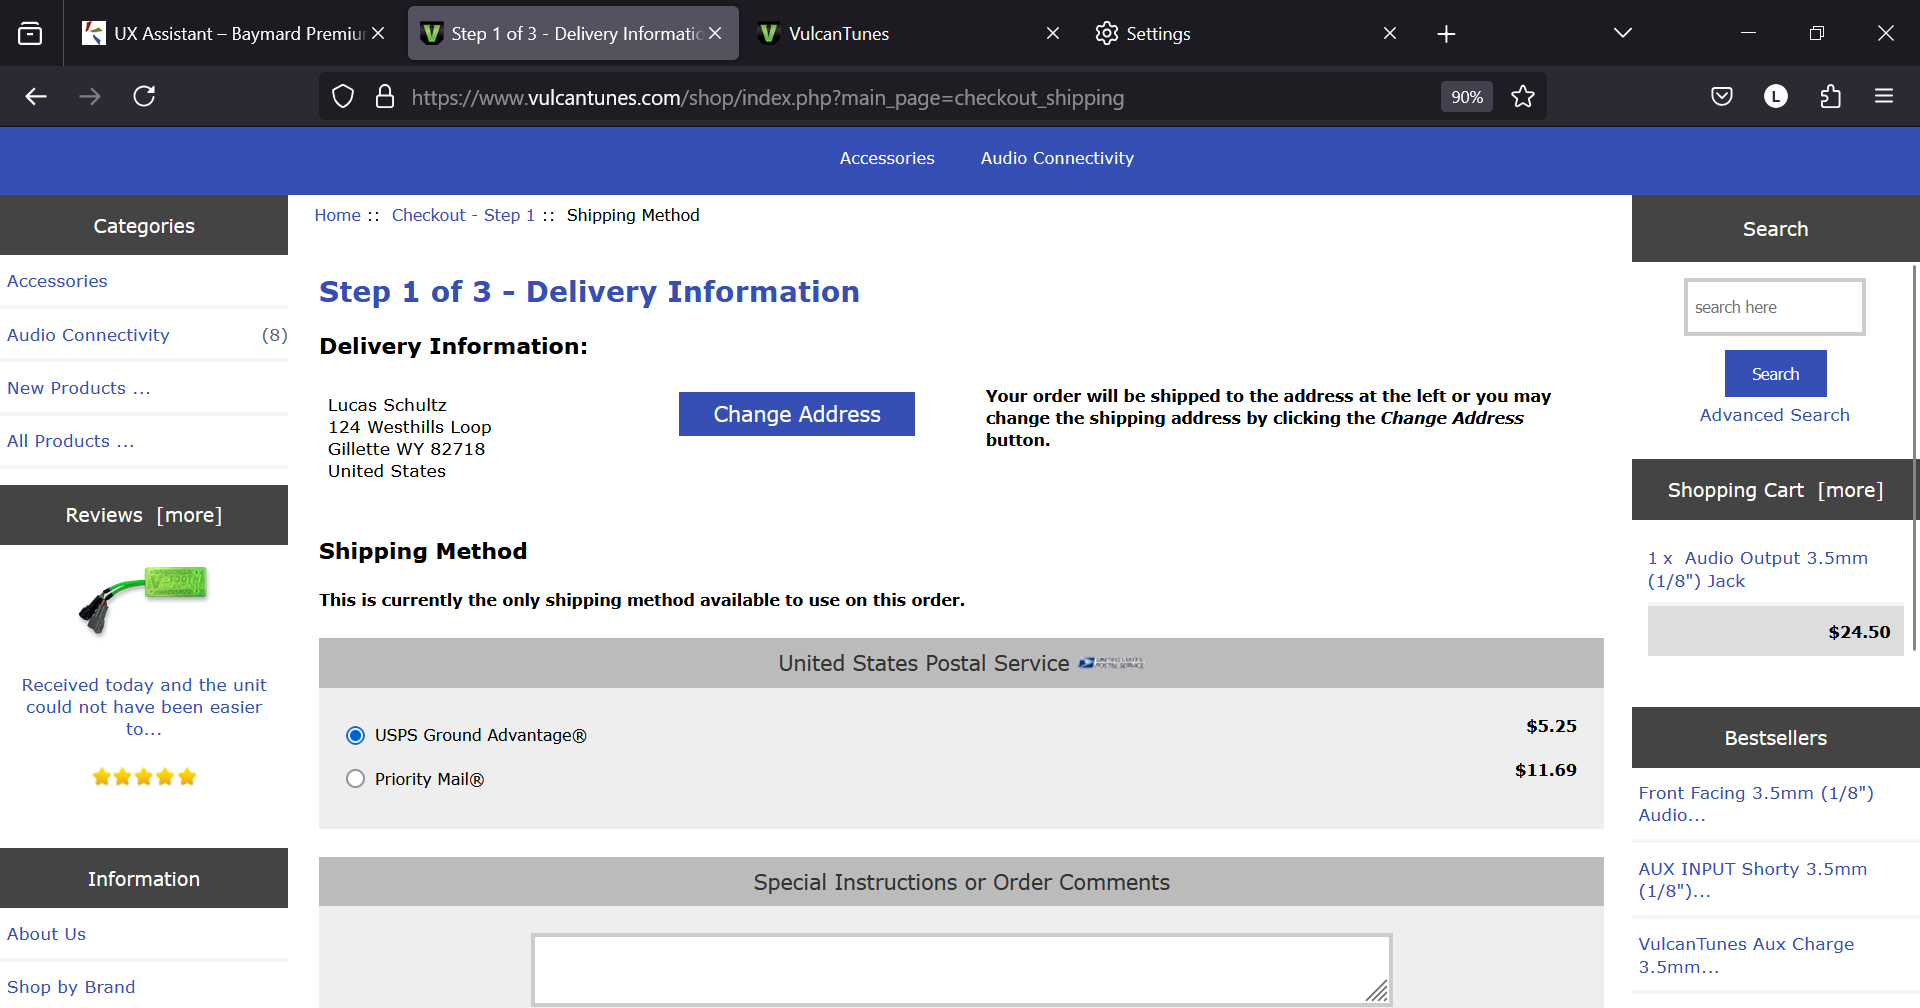 UX Assistant – Baymard Premiu
Step 1 of 3 - Delivery Informatio
VulcanTunes
Settings
https://www.vulcantunes.com/shop/index.php?main_page=checkout_shipping
90%
L
Accessories
Audio Connectivity
Categories
Accessories
Audio Connectivity (8)
New Products ...
All Products ...
Reviews [more]
V TOOTH
Received today and the unit
could not have been easier
to...
Information
About Us
Shop by Brand
Home :: Checkout - Step 1 :: Shipping Method
Step 1 of 3 - Delivery Information
Delivery Information:
Lucas Schultz
124 Westhills Loop
Gillette WY 82718
United States
Change Address
Your order will be shipped to the address at the left or you may
change the shipping address by clicking the Change Address
button.
Shipping Method
This is currently the only shipping method available to use on this order.
United States Postal Service
UNITED STATES
POSTAL SERVICE
USPS Ground Advantage® $5.25
Priority Mail® $11.69
Special Instructions or Order Comments
Search
search here
Search
Advanced Search
Shopping Cart [more]
1 x Audio Output 3.5mm
(1/8") Jack
$24.50
Bestsellers
Front Facing 3.5mm (1/8")
Audio...
AUX INPUT Shorty 3.5mm
(1/8")...
VulcanTunes Aux Charge
3.5mm...